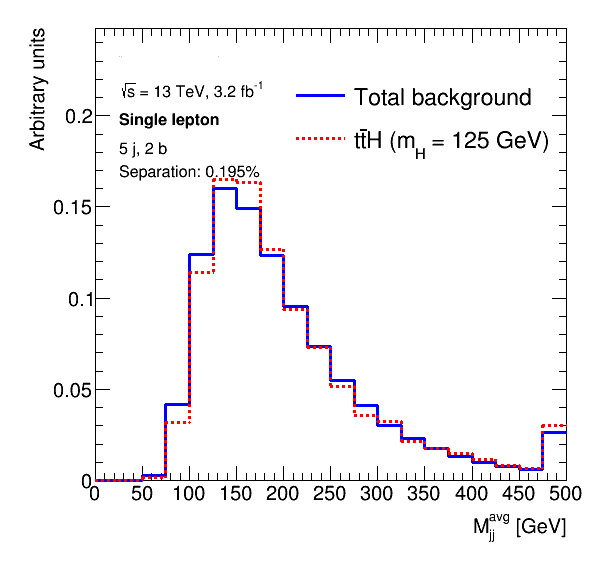 Arbitrary units
√s = 13 TeV, 3.2 fb⁻¹
Single lepton
5 j, 2 b
Separation: 0.195%
Total background
tt̄H (m_H = 125 GeV)
0.2
0.15
0.1
0.05
0
0 50 100 150 200 250 300 350 400 450 500
M_jj^avg [GeV]